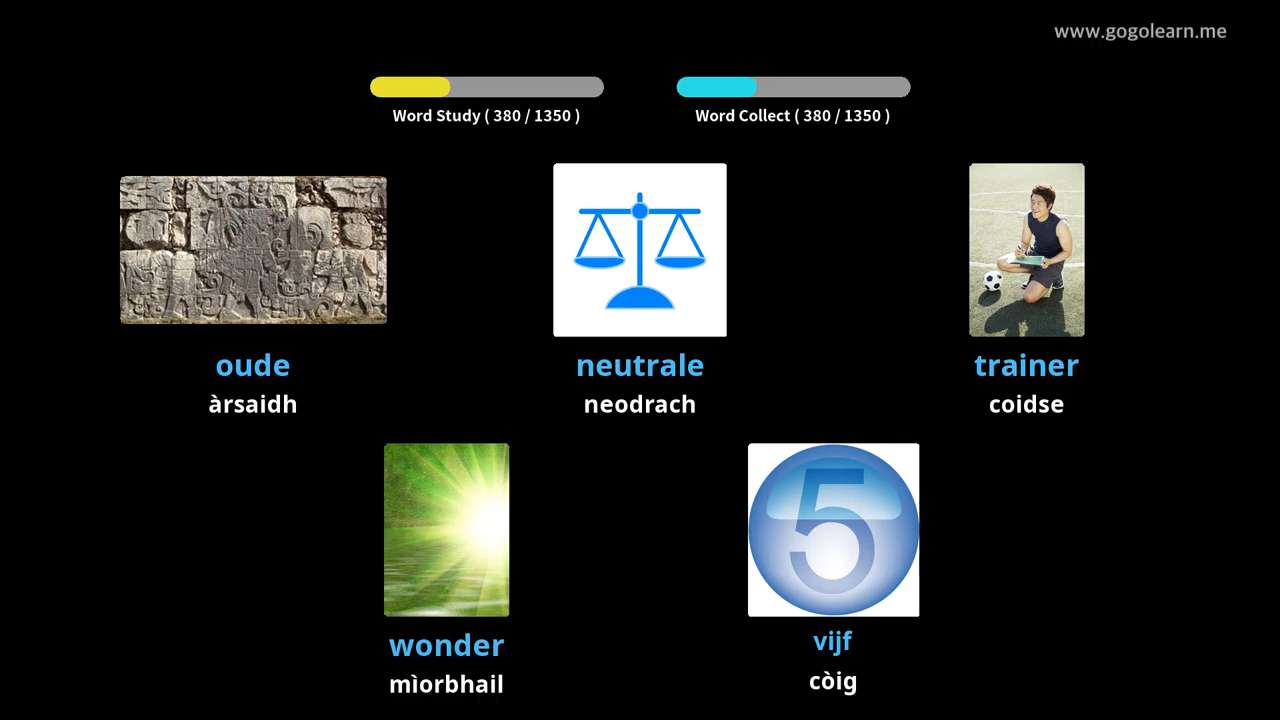 www.gogolearn.me
Word Study ( 380 / 1350 )
Word Collect ( 380 / 1350 )
oude
neutrale
trainer
àrsaidh
neodrach
coidse
5
wonder
vijf
mìorbhail
còig